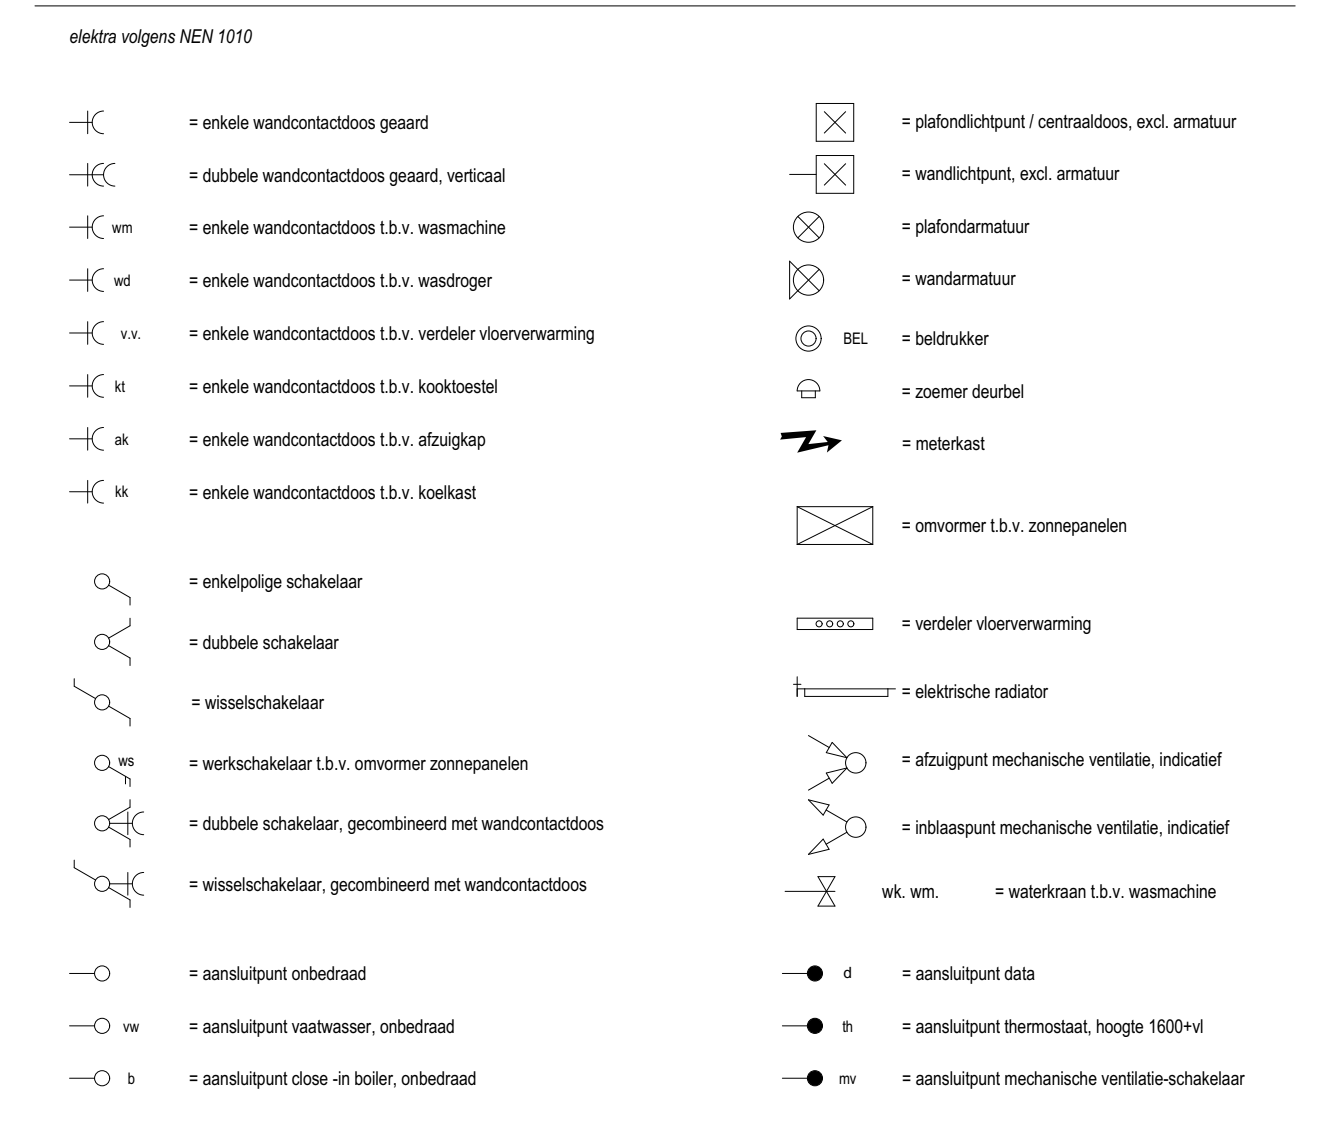 elektra volgens NEN 1010
= enkele wandcontactdoos geaard
= dubbele wandcontactdoos geaard, verticaal
wm = enkele wandcontactdoos t.b.v. wasmachine
wd = enkele wandcontactdoos t.b.v. wasdroger
v.v. = enkele wandcontactdoos t.b.v. verdeler vloerverwarming
kt = enkele wandcontactdoos t.b.v. kooktoestel
ak = enkele wandcontactdoos t.b.v. afzuigkap
kk = enkele wandcontactdoos t.b.v. koelkast
= enkelpolige schakelaar
= dubbele schakelaar
= wisselschakelaar
ws = werkschakelaar t.b.v. omvormer zonnepanelen
= dubbele schakelaar, gecombineerd met wandcontactdoos
= wisselschakelaar, gecombineerd met wandcontactdoos
= aansluitpunt onbedraad
vw = aansluitpunt vaatwasser, onbedraad
b = aansluitpunt close -in boiler, onbedraad
= plafondlichtpunt / centraaldoos, excl. armatuur
= wandlichtpunt, excl. armatuur
= plafondarmatuur
= wandarmatuur
BEL = beldrukker
= zoemer deurbel
= meterkast
= omvormer t.b.v. zonnepanelen
= verdeler vloerverwarming
= elektrische radiator
= afzuigpunt mechanische ventilatie, indicatief
= inblaaspunt mechanische ventilatie, indicatief
wk. wm. = waterkraan t.b.v. wasmachine
d = aansluitpunt data
th = aansluitpunt thermostaat, hoogte 1600+vl
mv = aansluitpunt mechanische ventilatie-schakelaar